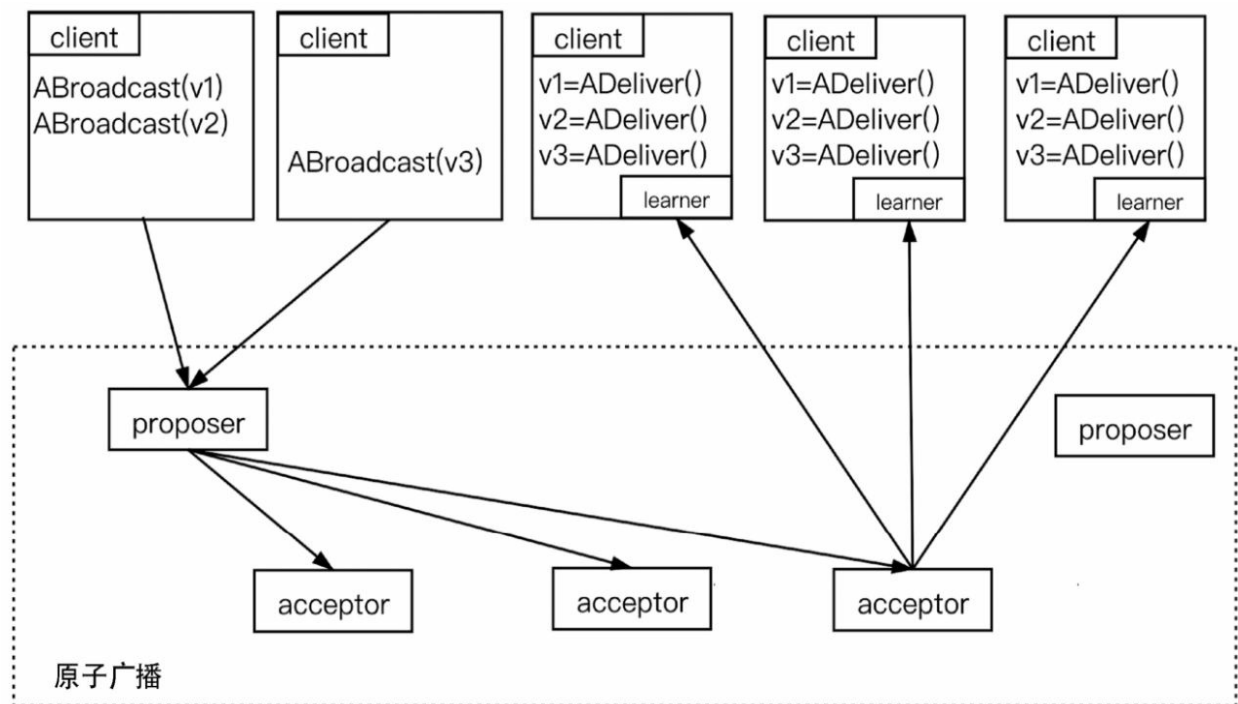 client
ABroadcast(v1)
ABroadcast(v2)
client
ABroadcast(v3)
client
v1=ADeliver()
v2=ADeliver()
v3=ADeliver()
learner
client
v1=ADeliver()
v2=ADeliver()
v3=ADeliver()
learner
client
v1=ADeliver()
v2=ADeliver()
v3=ADeliver()
learner
proposer
proposer
acceptor
acceptor
acceptor
原子广播